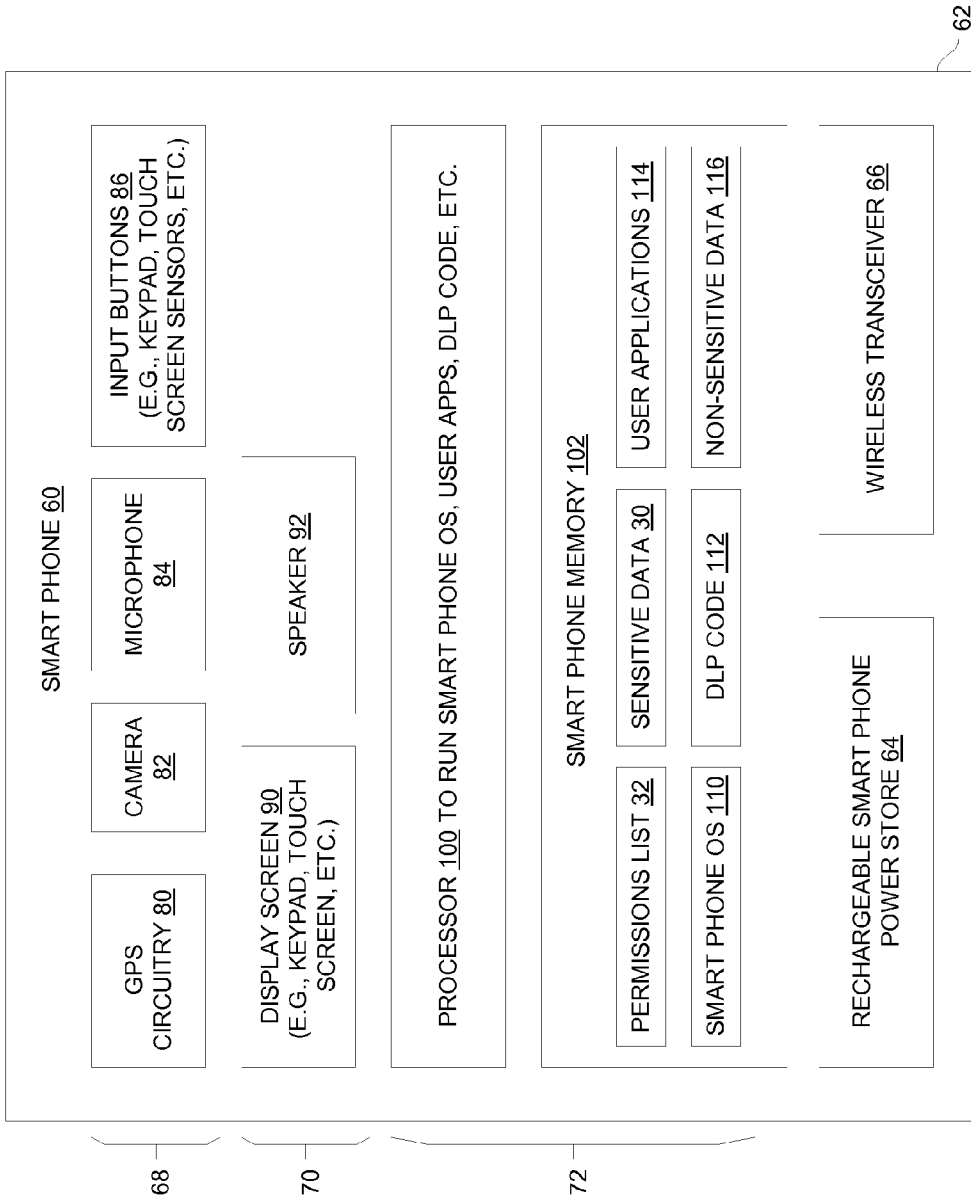 SMART PHONE 60
68
GPS
CIRCUITRY 80
CAMERA
82
MICROPHONE
84
INPUT BUTTONS 86
(E.G., KEYPAD, TOUCH
SCREEN SENSORS, ETC.)
70
DISPLAY SCREEN 90
(E.G., KEYPAD, TOUCH
SCREEN, ETC.)
SPEAKER 92
72
PROCESSOR 100 TO RUN SMART PHONE OS, USER APPS, DLP CODE, ETC.
SMART PHONE MEMORY 102
PERMISSIONS LIST 32
SENSITIVE DATA 30
USER APPLICATIONS 114
SMART PHONE OS 110
DLP CODE 112
NON-SENSITIVE DATA 116
RECHARGEABLE SMART PHONE
POWER STORE 64
WIRELESS TRANSCEIVER 66
62